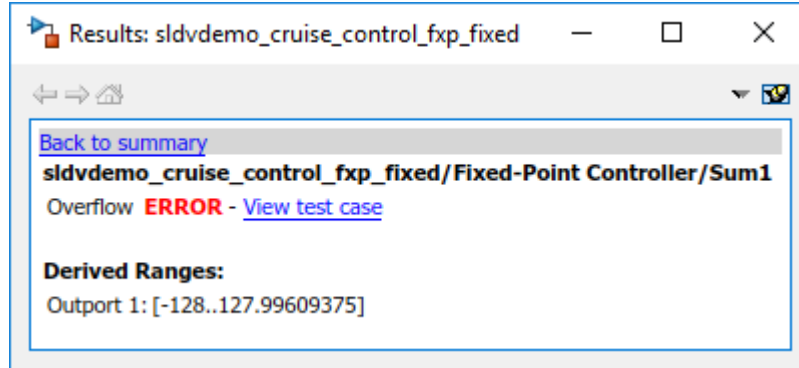 Results: sldvdemo_cruise_control_fxp_fixed
Back to summary
sldvdemo_cruise_control_fxp_fixed/Fixed-Point Controller/Sum1
Overflow ERROR - View test case
Derived Ranges:
Outport 1: [-128..127.99609375]